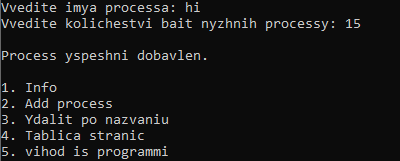 Vvedite imya processa: hi
Vvedite kolichestvi bait nyzhnih processy: 15
Process yspeshni dobavlen.
1. Info
2. Add process
3. Ydalit po nazvaniu
4. Tablica stranic
5. vihod is programmi